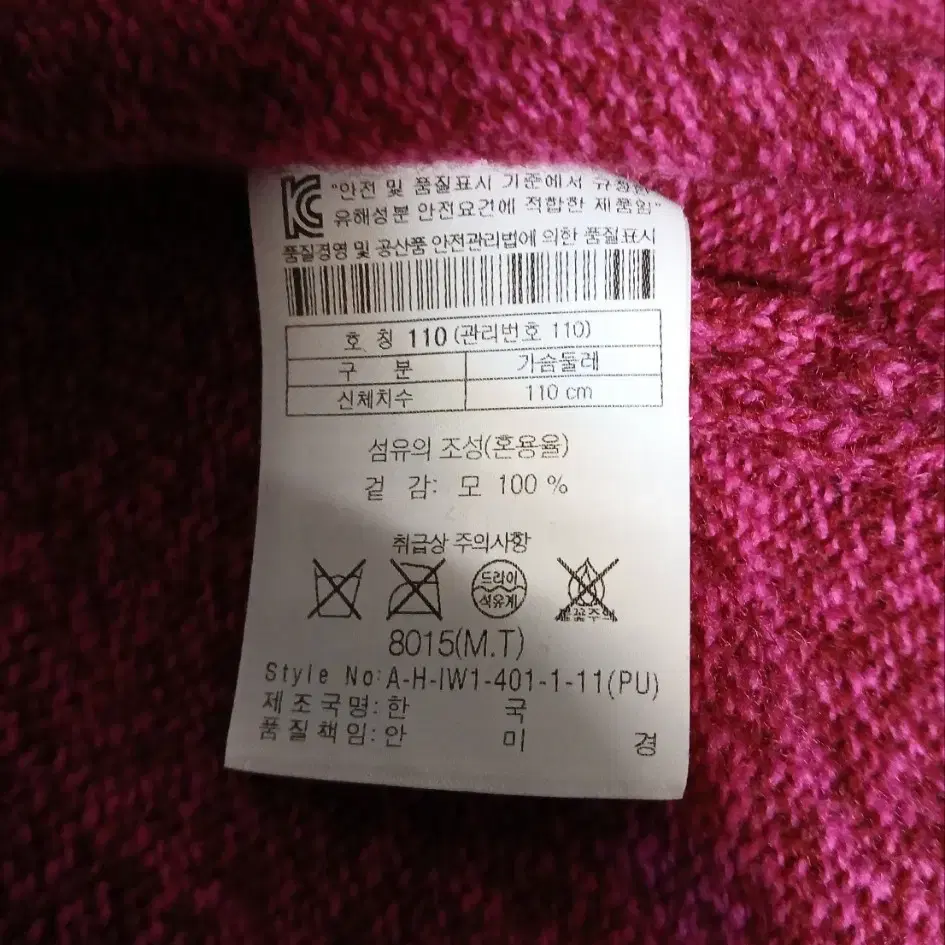 KC "안전 및 품질표시 기준에서 규정한
유해성분 안전요건에 적합한 제품임"
품질경영 및 공산품 안전관리법에 의한 품질표시
호 칭 110 (관리번호 110)
구 분 가슴둘레
신체치수 110 cm
섬유의 조성(혼용율)
겉 감: 모 100 %
취급상 주의사항
드라이
석유계
불꽃주의
8015(M.T)
Style No:A-H-IW1-401-1-11(PU)
제조국명:한 국
품질책임:안 미 경